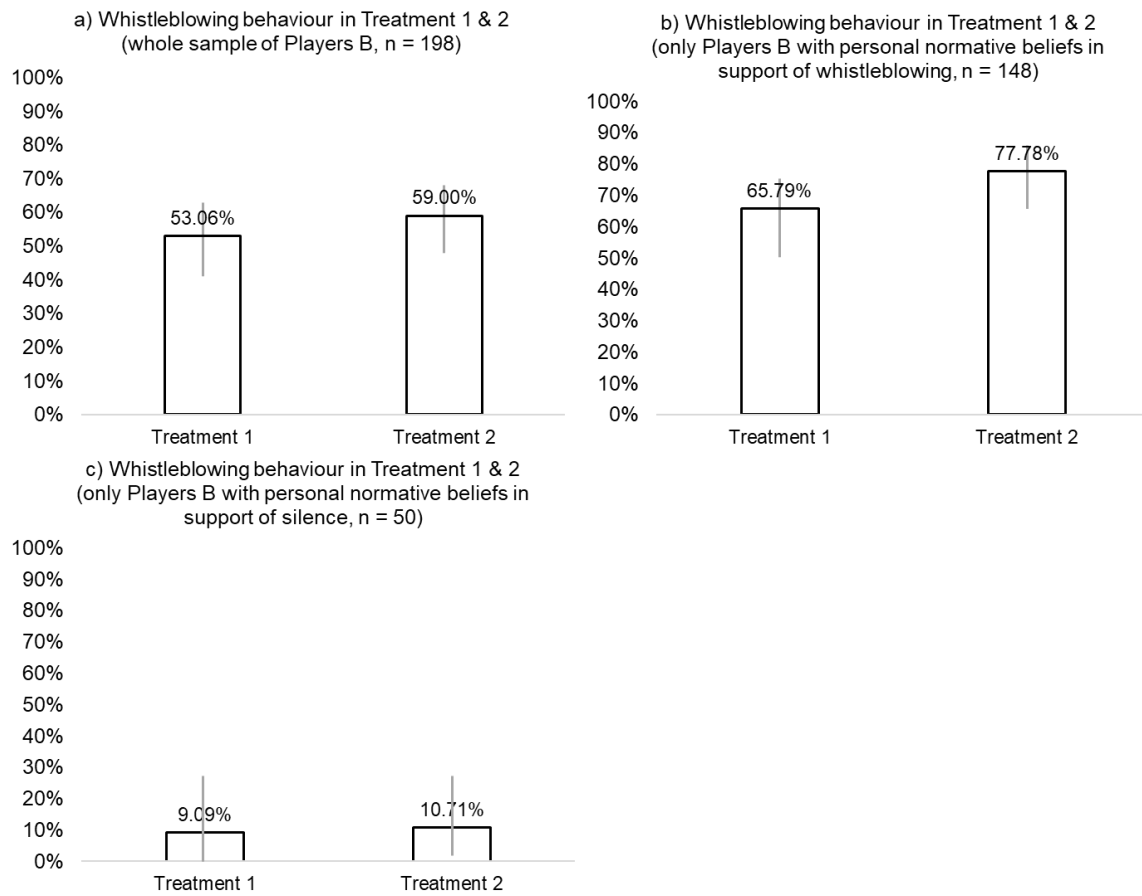 a) Whistleblowing behaviour in Treatment 1 & 2
(whole sample of Players B, n = 198)
100%
90%
80%
70%
60%
50%
40%
30%
20%
10%
0%
53.06%
59.00%
Treatment 1
Treatment 2
b) Whistleblowing behaviour in Treatment 1 & 2
(only Players B with personal normative beliefs in
support of whistleblowing, n = 148)
100%
90%
80%
70%
60%
50%
40%
30%
20%
10%
0%
65.79%
77.78%
Treatment 1
Treatment 2
c) Whistleblowing behaviour in Treatment 1 & 2
(only Players B with personal normative beliefs in
support of silence, n = 50)
100%
90%
80%
70%
60%
50%
40%
30%
20%
10%
0%
9.09%
10.71%
Treatment 1
Treatment 2